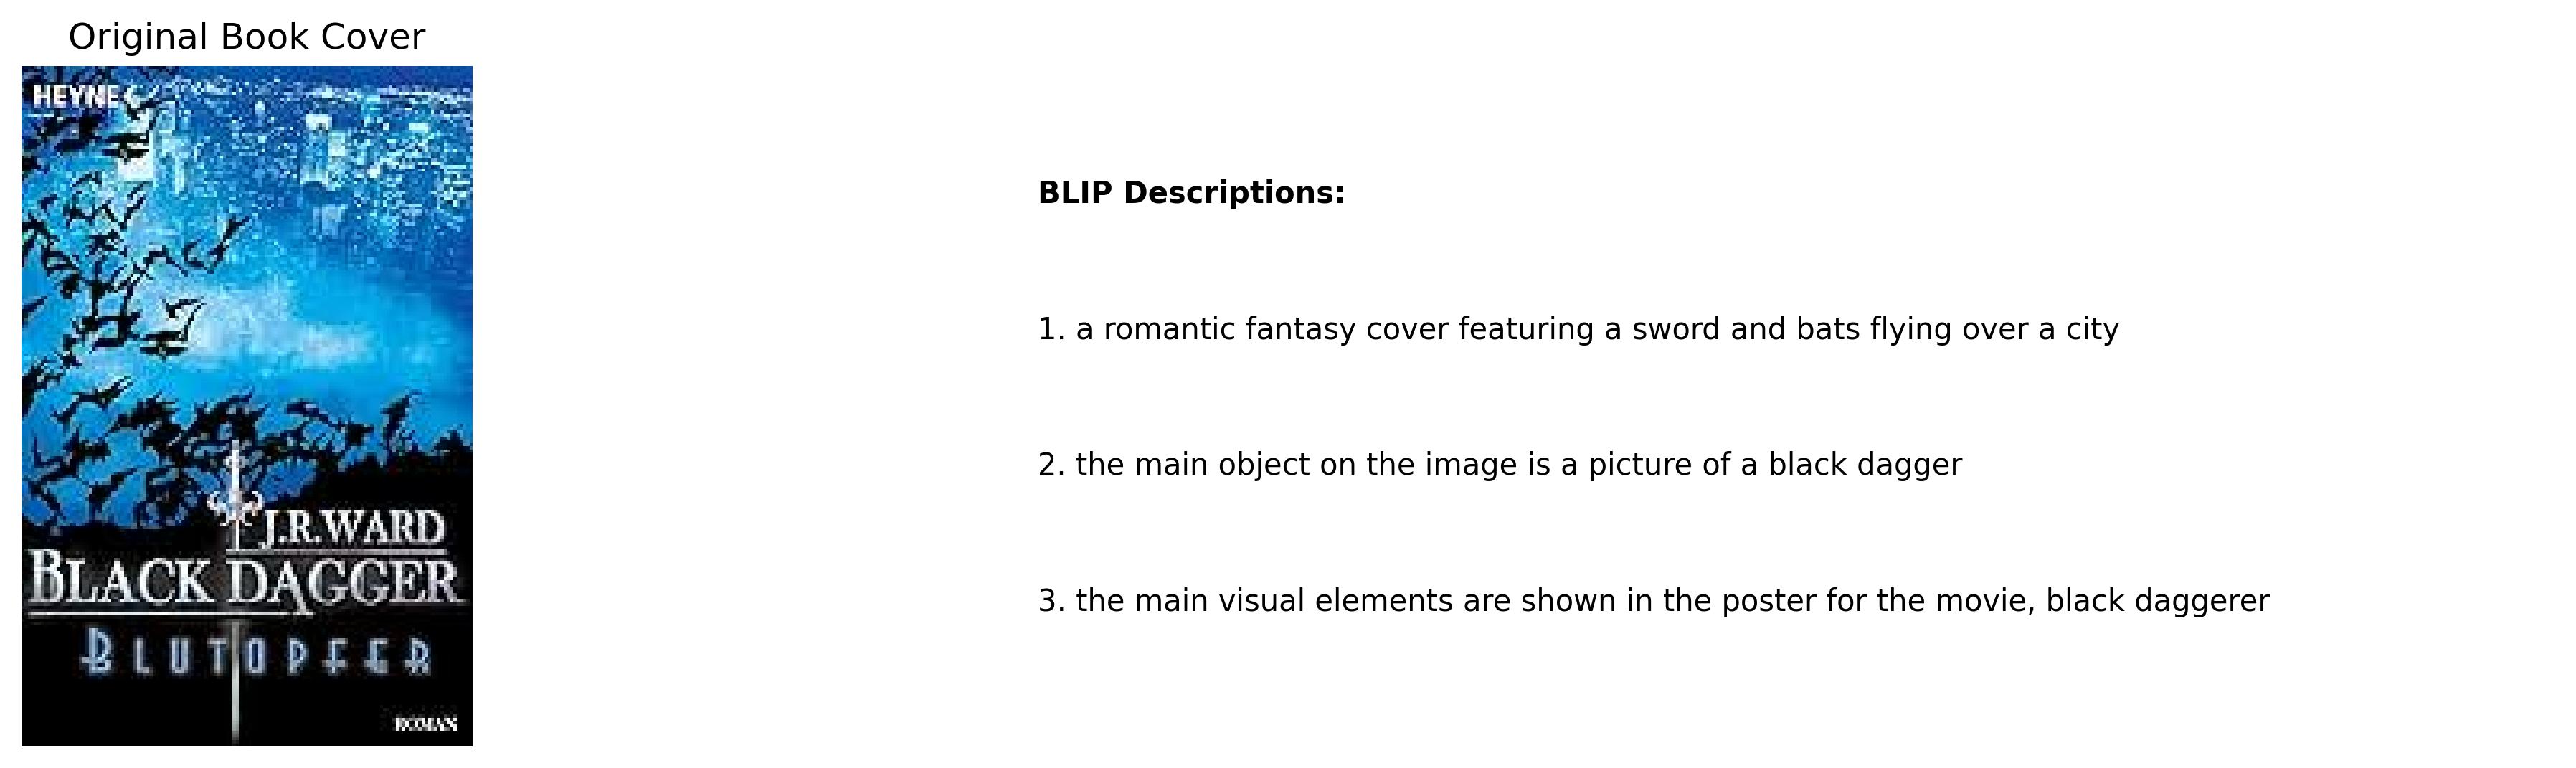 Original Book Cover
HEYNE
J.R.WARD
BLACK DAGGER
BLUTOPFER
ROMAN
BLIP Descriptions:
1. a romantic fantasy cover featuring a sword and bats flying over a city
2. the main object on the image is a picture of a black dagger
3. the main visual elements are shown in the poster for the movie, black daggerer